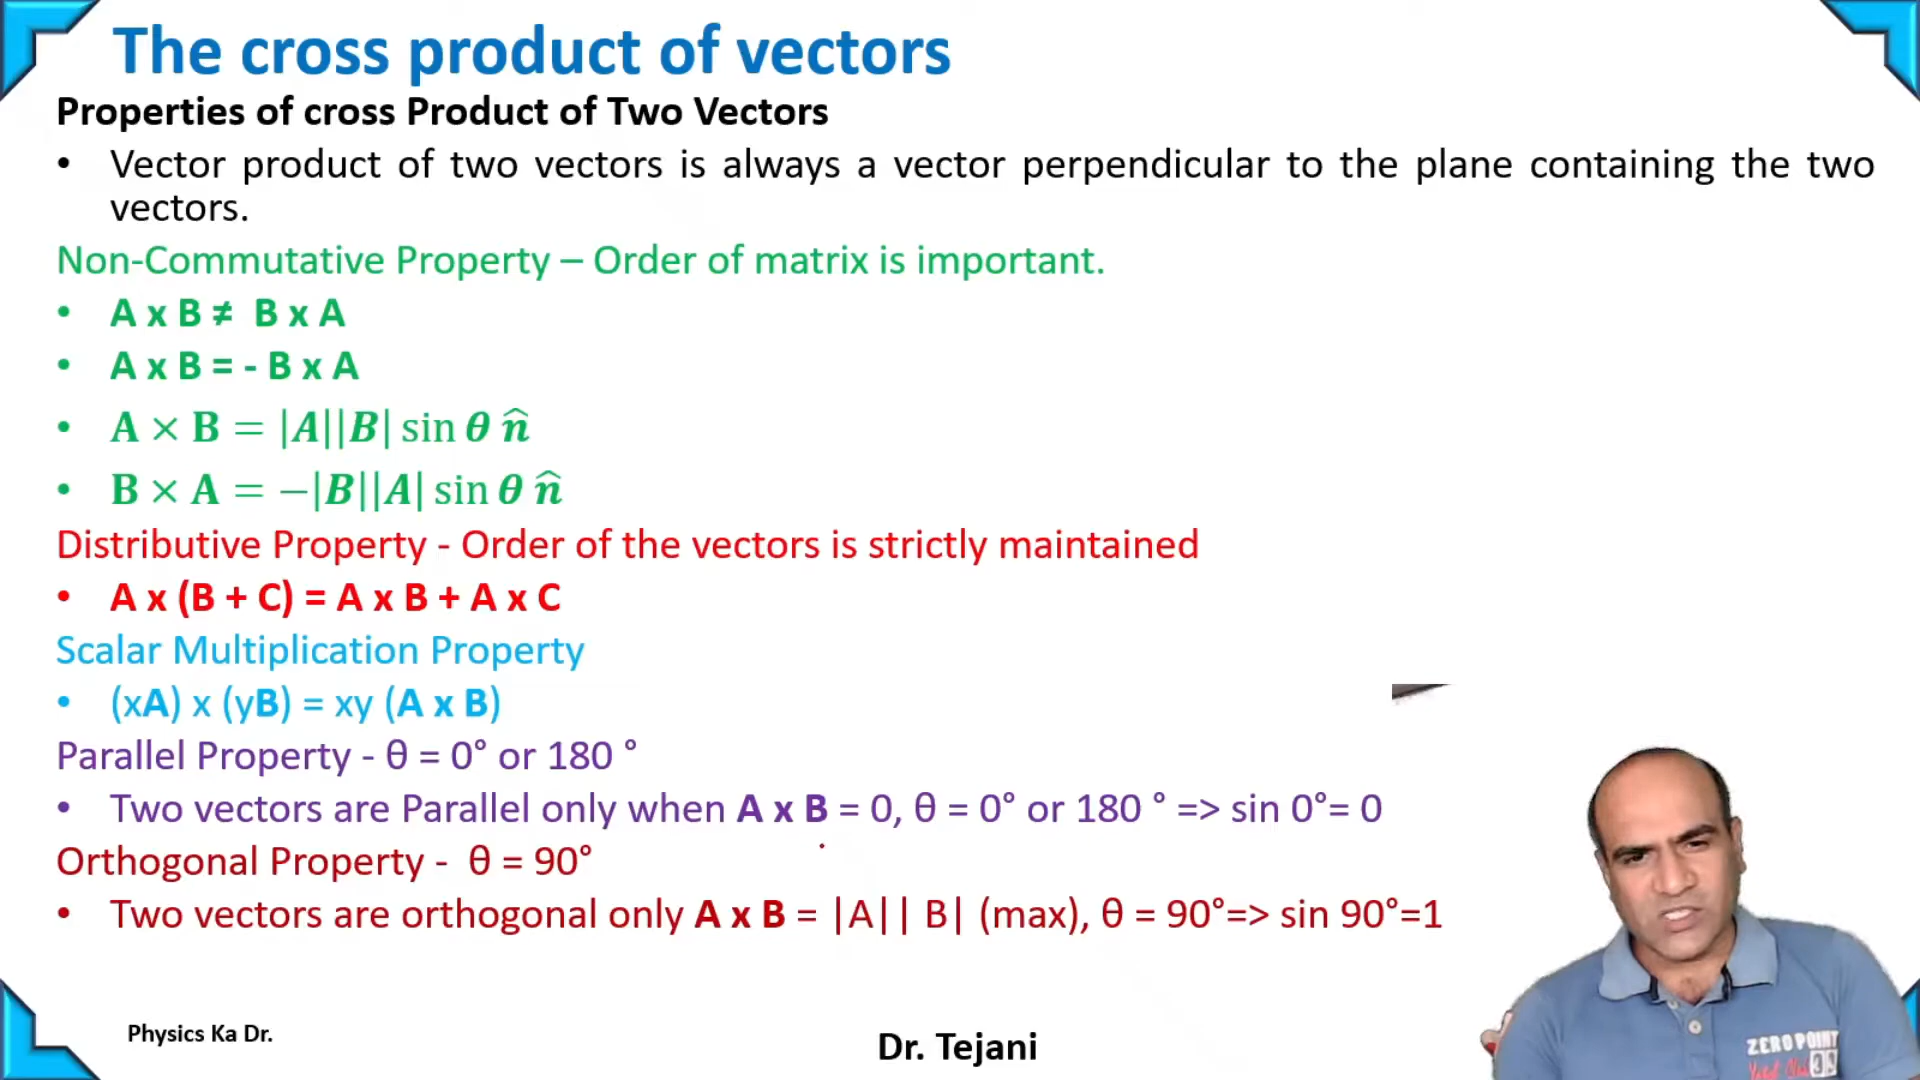 The cross product of vectors
Properties of cross Product of Two Vectors
• Vector product of two vectors is always a vector perpendicular to the plane containing the two
vectors.
Non-Commutative Property – Order of matrix is important.
• A x B ≠ B x A
• A x B = - B x A
• A × B = |A||B| sin θ n̂
• B × A = −|B||A| sin θ n̂
Distributive Property - Order of the vectors is strictly maintained
• A x (B + C) = A x B + A x C
Scalar Multiplication Property
• (xA) x (yB) = xy (A x B)
Parallel Property - θ = 0° or 180 °
• Two vectors are Parallel only when A x B = 0, θ = 0° or 180 ° => sin 0°= 0
Orthogonal Property - θ = 90°
• Two vectors are orthogonal only A x B = |A|| B| (max), θ = 90°=> sin 90°=1
Physics Ka Dr.
Dr. Tejani
ZERO POINT